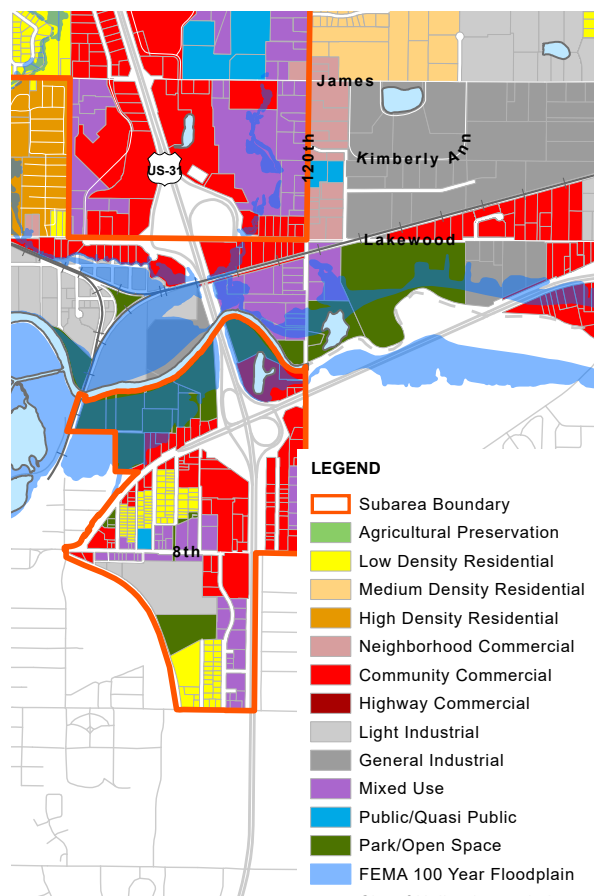 James
120th
Kimberly Ann
US-31
Lakewood
8th
LEGEND
Subarea Boundary
Agricultural Preservation
Low Density Residential
Medium Density Residential
High Density Residential
Neighborhood Commercial
Community Commercial
Highway Commercial
Light Industrial
General Industrial
Mixed Use
Public/Quasi Public
Park/Open Space
FEMA 100 Year Floodplain